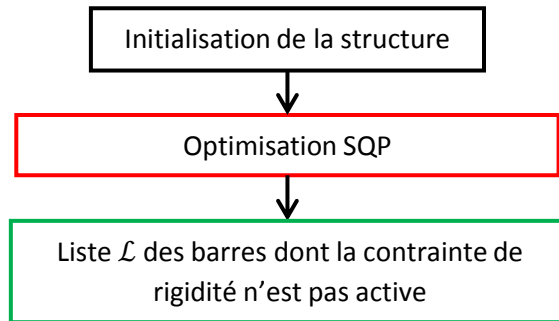 Initialisation de la structure
Optimisation SQP
Liste ℒ des barres dont la contrainte de
rigidité n’est pas active